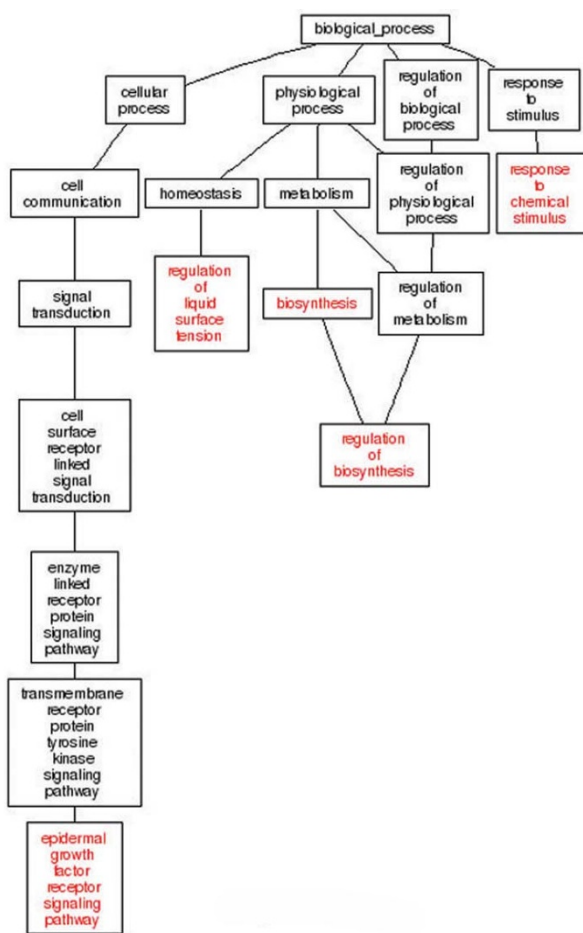 biological_process
cellular
process
physiological
process
regulation
of
biological
process
response
to
stimulus
cell
communication
homeostasis
metabolism
regulation
of
physiological
process
response
to
chemical
stimulus
signal
transduction
regulation
of
liquid
surface
tension
biosynthesis
regulation
of
metabolism
cell
surface
receptor
linked
signal
transduction
regulation
of
biosynthesis
enzyme
linked
receptor
protein
signaling
pathway
transmembrane
receptor
protein
tyrosine
kinase
signaling
pathway
epidermal
growth
factor
receptor
signaling
pathway